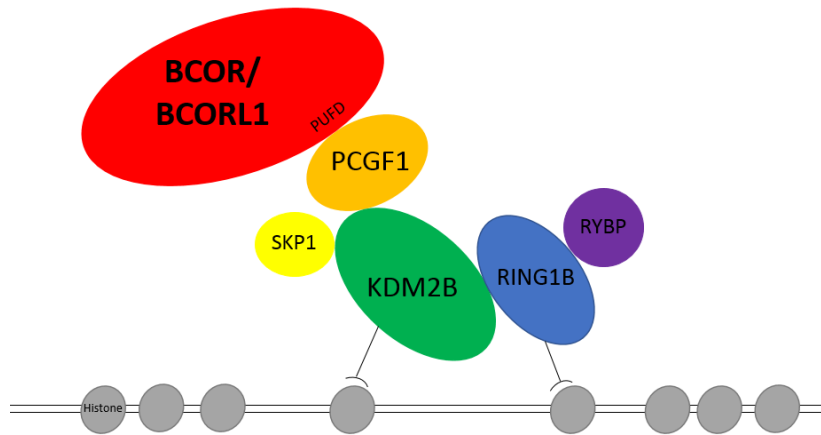 BCOR/
BCORL1
PUFD
PCGF1
SKP1
RYBP
KDM2B
RING1B
Histone